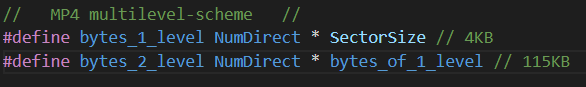 //   MP4 multilevel-scheme   //
#define bytes_1_level NumDirect * SectorSize // 4KB
#define bytes_2_level NumDirect * bytes_of_1_level // 115KB